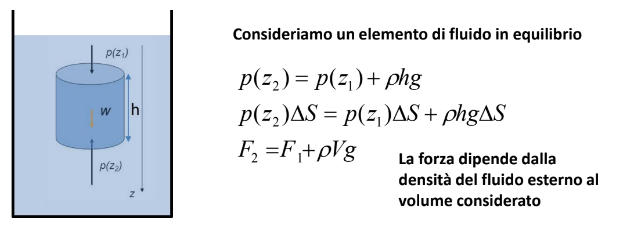 Consideriamo un elemento di fluido in equilibrio
p(z₁)
h
w
p(z₂)
z
p(z₂) = p(z₁) + ρhg
p(z₂)ΔS = p(z₁)ΔS + ρhgΔS
F₂ =F₁+ρVg
La forza dipende dalla
densità del fluido esterno al
volume considerato